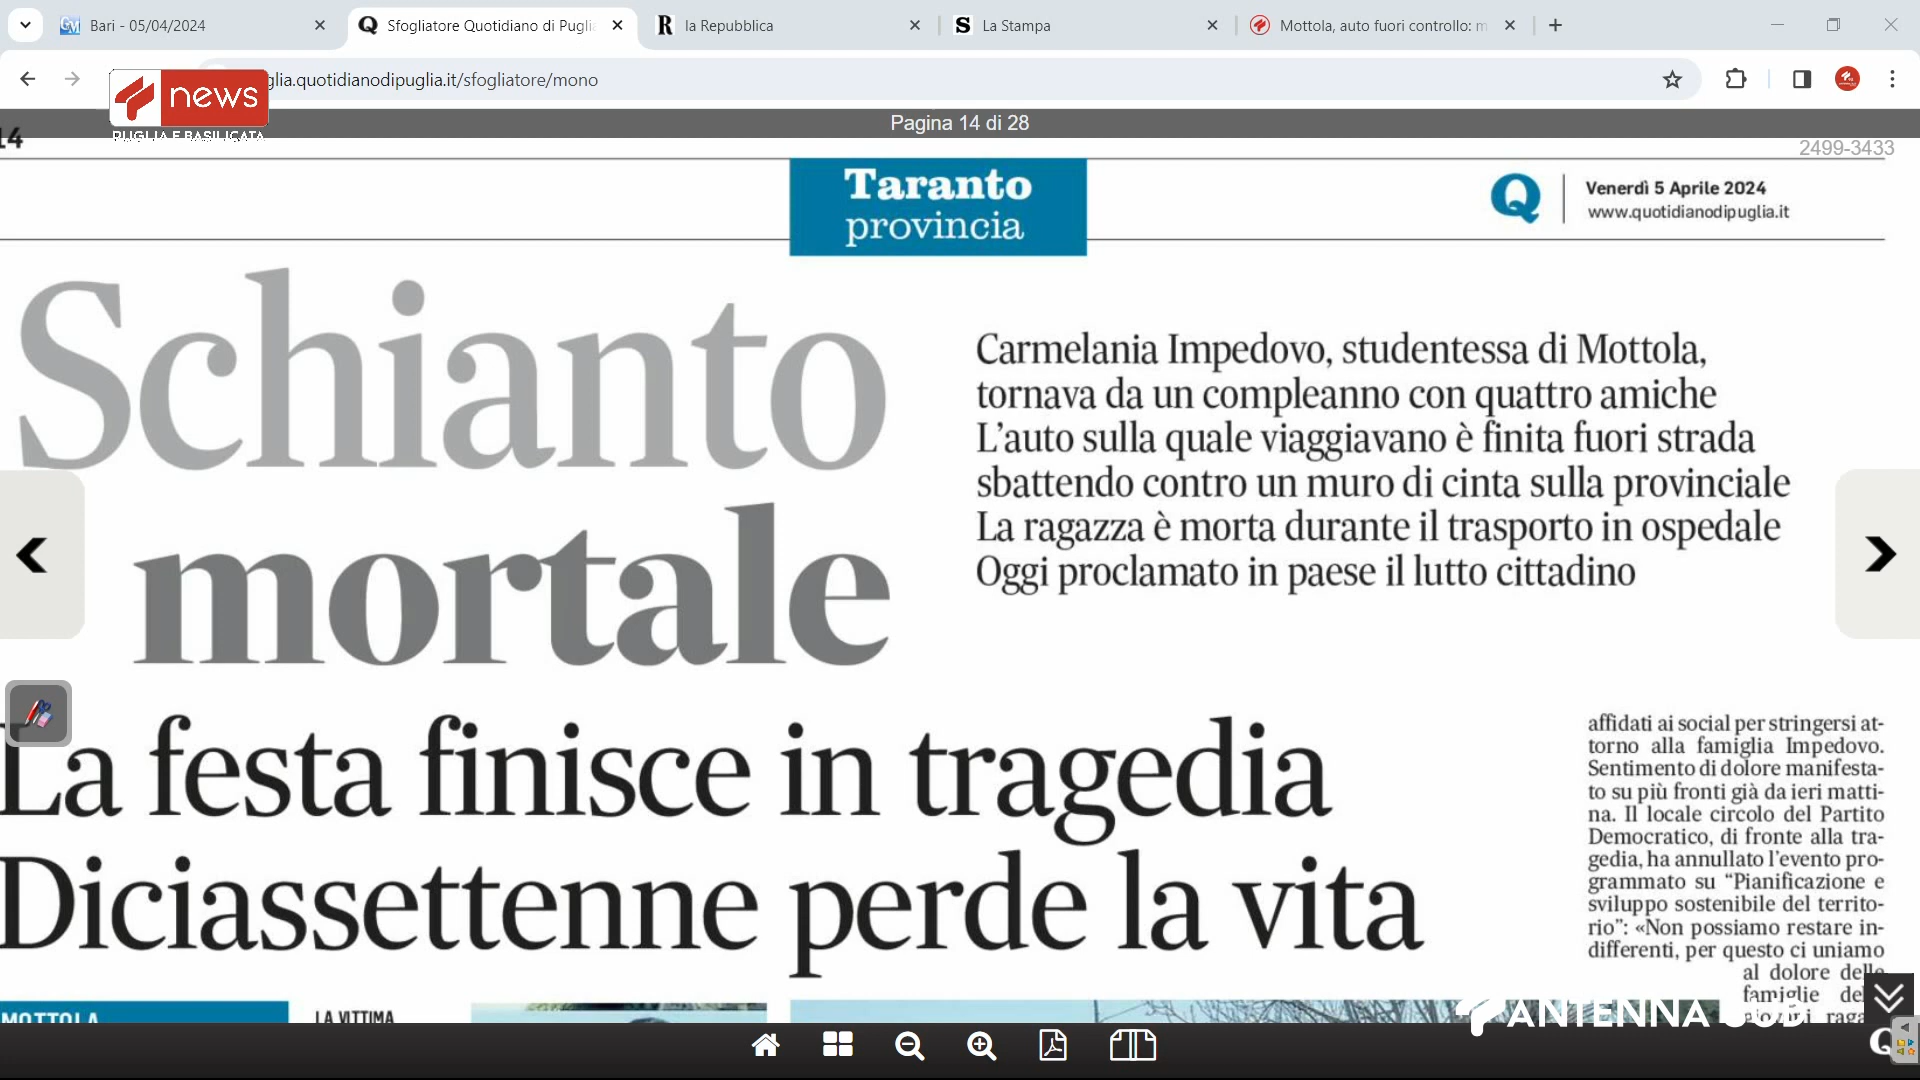 Bari - 05/04/2024
Sfogliatore Quotidiano di Puglia
la Repubblica
La Stampa
Mottola, auto fuori controllo: m
glia.quotidianodipuglia.it/sfogliatore/mono
news
PUGLIA E BASILICATA
Pagina 14 di 28
14
2499-3433
Taranto
provincia
Venerdì 5 Aprile 2024
www.quotidianodipuglia.it
Schianto
mortale
Carmelania Impedovo, studentessa di Mottola,
tornava da un compleanno con quattro amiche
L'auto sulla quale viaggiavano è finita fuori strada
sbattendo contro un muro di cinta sulla provinciale
La ragazza è morta durante il trasporto in ospedale
Oggi proclamato in paese il lutto cittadino
La festa finisce in tragedia
Diciassettenne perde la vita
affidati ai social per stringersi at-
torno alla famiglia Impedovo.
Sentimento di dolore manifesta-
to su più fronti già da ieri matti-
na. Il locale circolo del Partito
Democratico, di fronte alla tra-
gedia, ha annullato l'evento pro-
grammato su “Pianificazione e
sviluppo sostenibile del territo-
rio”: «Non possiamo restare in-
differenti, per questo ci uniamo
al dolore delle
famiglie
MOTTOLA
LA VITTIMA
ANTENNA SUD